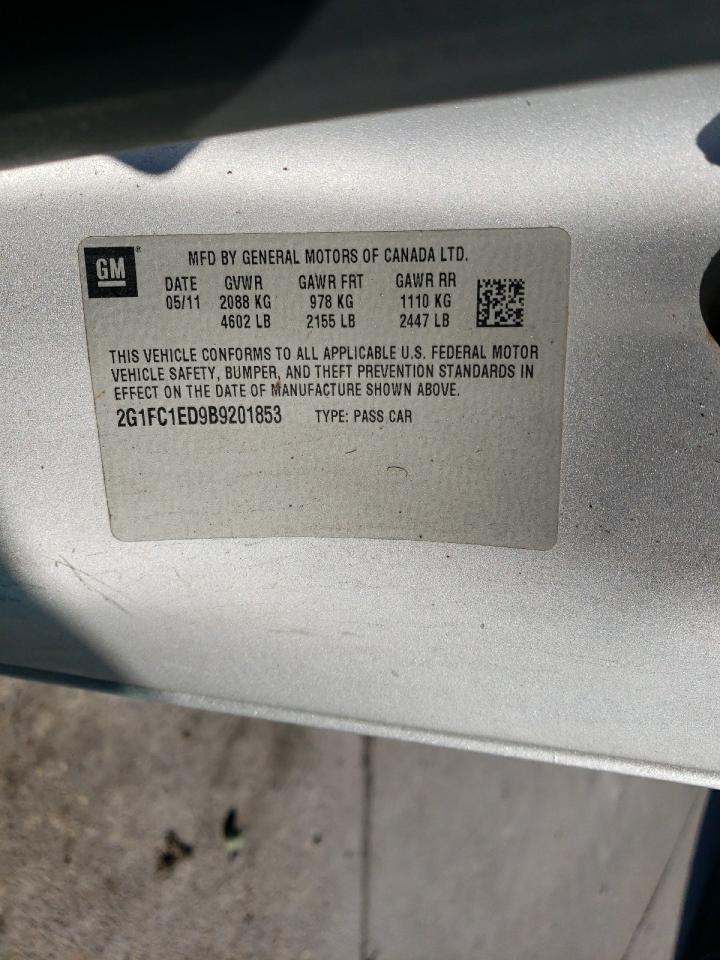 GM®
MFD BY GENERAL MOTORS OF CANADA LTD.
DATE GVWR GAWR FRT GAWR RR
05/11 2088 KG 978 KG 1110 KG
4602 LB 2155 LB 2447 LB
THIS VEHICLE CONFORMS TO ALL APPLICABLE U.S. FEDERAL MOTOR
VEHICLE SAFETY, BUMPER, AND THEFT PREVENTION STANDARDS IN
EFFECT ON THE DATE OF MANUFACTURE SHOWN ABOVE.
2G1FC1ED9B9201853 TYPE: PASS CAR